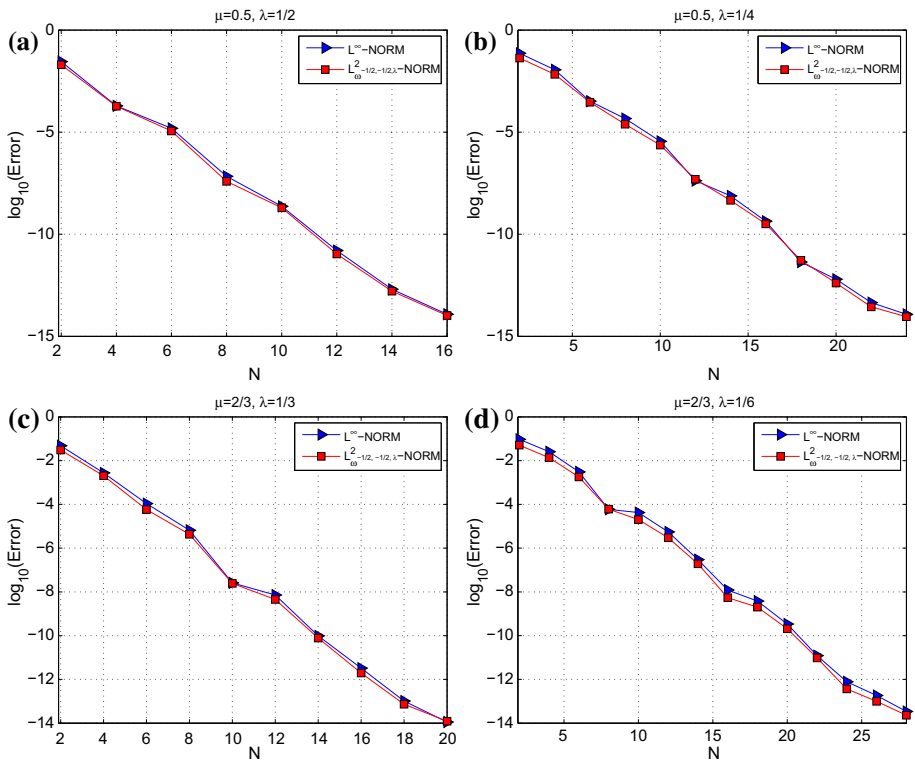 (a)
μ=0.5, λ=1/2
0
−5
−10
−15
log10(Error)
2
4
6
8
10
12
14
16
N
L∞−NORM
L2ω−1/2,−1/2,λ−NORM
(b)
μ=0.5, λ=1/4
0
−5
−10
−15
log10(Error)
5
10
15
20
N
L∞−NORM
L2ω−1/2,−1/2,λ−NORM
(c)
μ=2/3, λ=1/3
0
−2
−4
−6
−8
−10
−12
−14
log10(Error)
2
4
6
8
10
12
14
16
18
20
N
L∞−NORM
L2ω−1/2,−1/2,λ−NORM
(d)
μ=2/3, λ=1/6
0
−2
−4
−6
−8
−10
−12
−14
log10(Error)
5
10
15
20
25
N
L∞−NORM
L2ω−1/2,−1/2,λ−NORM